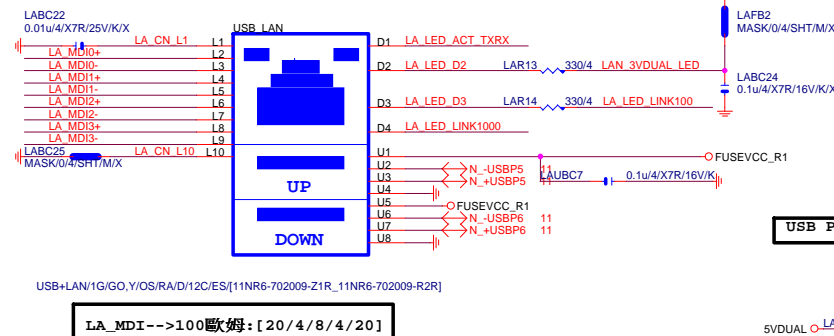 LABC22
0.01u/4/X7R/25V/K/X
LA_CN_L1 L1
LA_MDI0+ L2
LA_MDI0- L3
LA_MDI1+ L4
LA_MDI1- L5
LA_MDI2+ L6
LA_MDI2- L7
LA_MDI3+ L8
LA_MDI3- L9
LABC25 LA_CN_L10 L10
MASK/0/4/SHT/M/X
USB_LAN
UP
DOWN
D1 LA_LED_ACT_TXRX
D2 LA_LED_D2 LAR13 330/4 LAN_3VDUAL_LED
D3 LA_LED_D3 LAR14 330/4 LA_LED_LINK100
D4 LA_LED_LINK1000
U1 FUSEVCC_R1
U2 N_-USBP5 11
U3 N_+USBP5 11
LAUBC7 0.1u/4/X7R/16V/K
U4
U5 FUSEVCC_R1
U6 N_-USBP6 11
U7 N_+USBP6 11
U8
LAFB2
MASK/0/4/SHT/M/X
LABC24
0.1u/4/X7R/16V/K/X
USB P
USB+LAN/1G/GO,Y/OS/RA/D/12C/ES/[11NR6-702009-Z1R_11NR6-702009-R2R]
LA_MDI-->100歐姆:[20/4/8/4/20]
5VDUAL LA